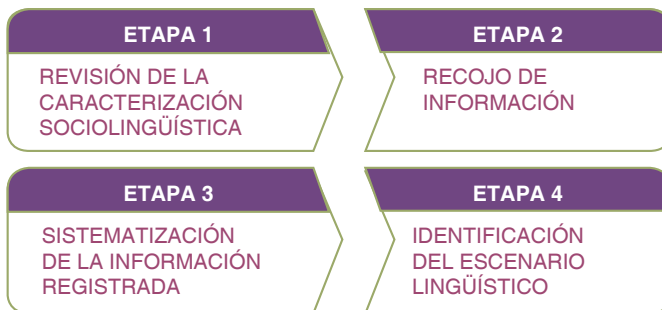 ETAPA 1
REVISIÓN DE LA
CARACTERIZACIÓN
SOCIOLINGÜÍSTICA
ETAPA 2
RECOJO DE
INFORMACIÓN
ETAPA 3
SISTEMATIZACIÓN
DE LA INFORMACIÓN
REGISTRADA
ETAPA 4
IDENTIFICACIÓN
DEL ESCENARIO
LINGÜÍSTICO